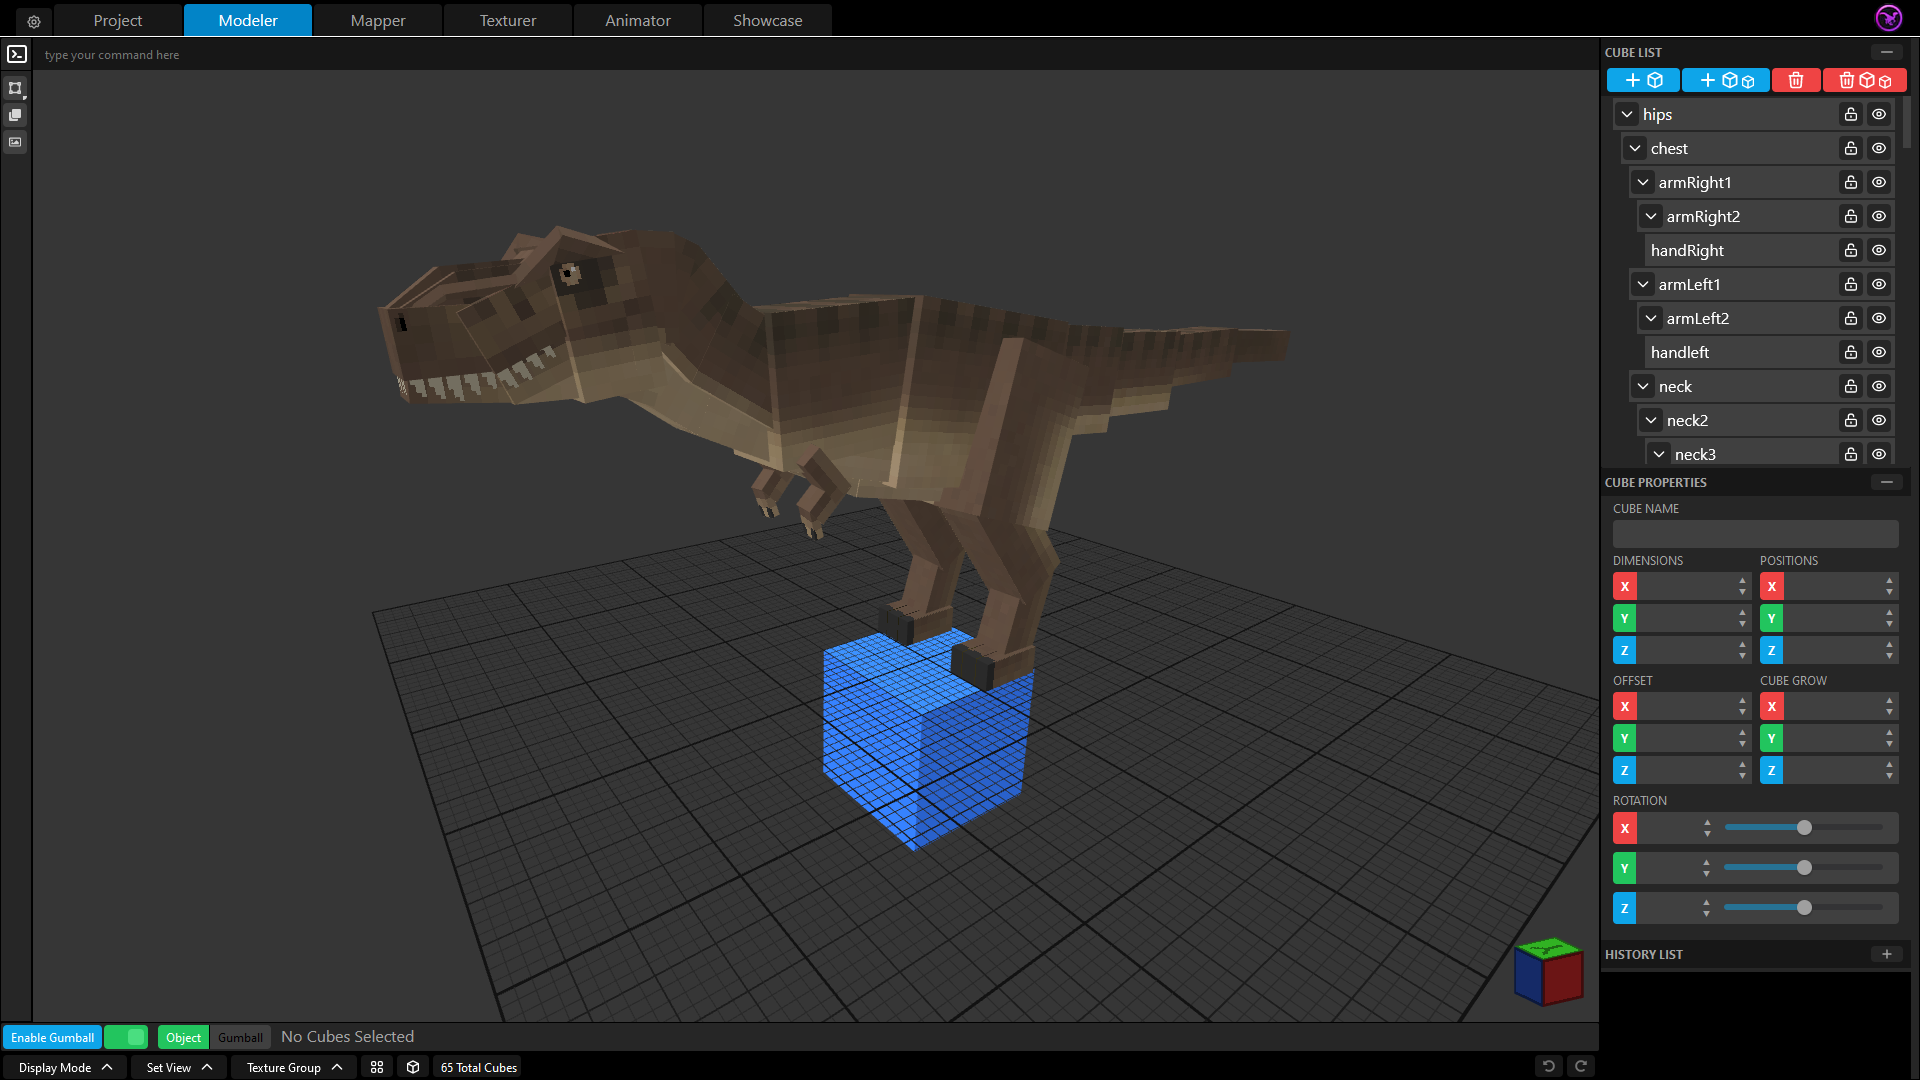 Project
Modeler
Mapper
Texturer
Animator
Showcase
type your command here
CUBE LIST
hips
chest
armRight1
armRight2
handRight
armLeft1
armLeft2
handleft
neck
neck2
neck3
CUBE PROPERTIES
CUBE NAME
DIMENSIONS
POSITIONS
X
X
Y
Y
Z
Z
OFFSET
CUBE GROW
X
X
Y
Y
Z
Z
ROTATION
X
Y
Z
HISTORY LIST
Y
Enable Gumball
Object
Gumball
No Cubes Selected
Display Mode
Set View
Texture Group
65 Total Cubes